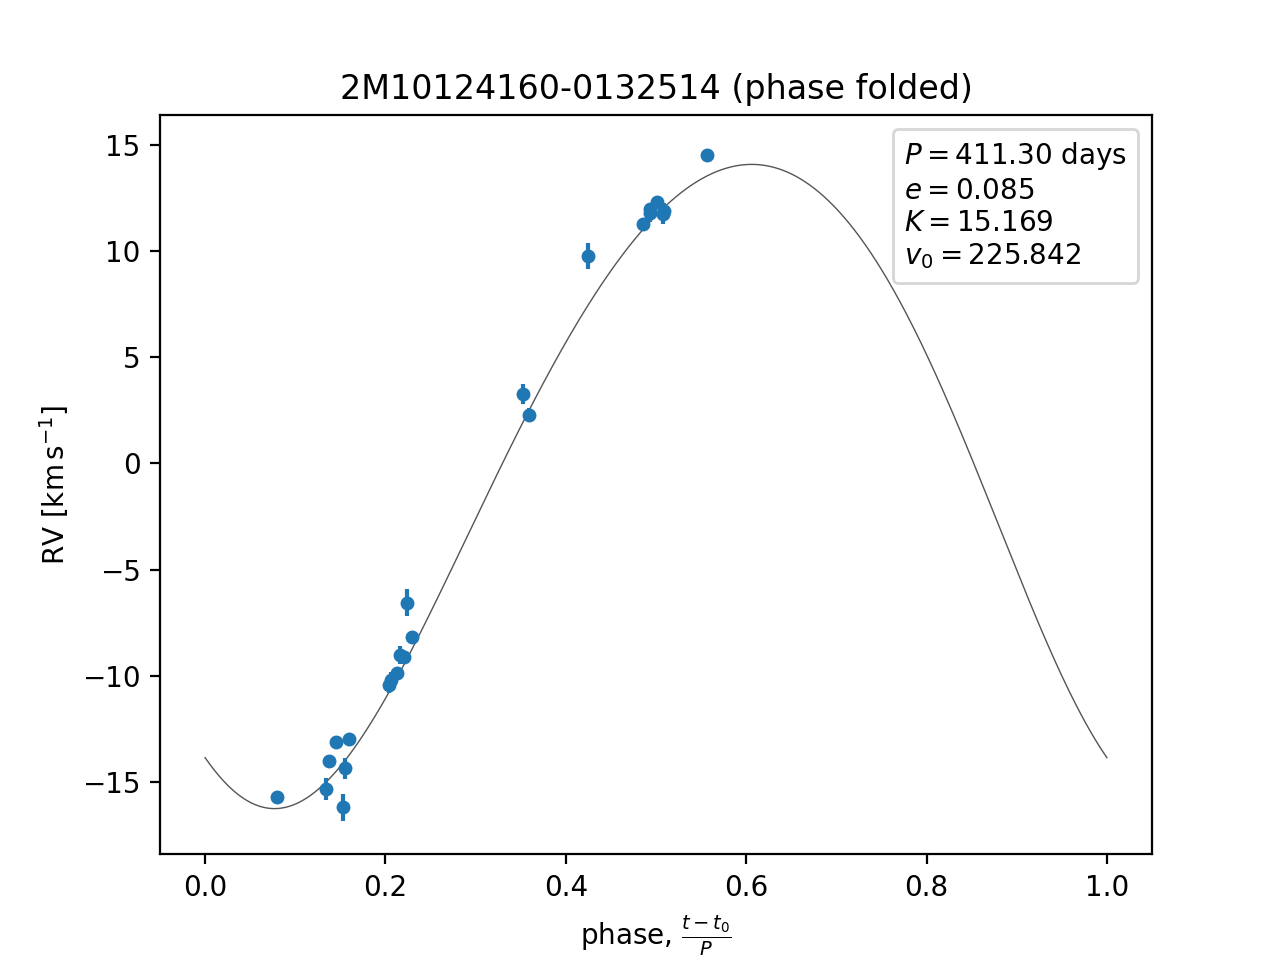 2M10124160-0132514 (phase folded)
P = 411.30 days
e = 0.085
K = 15.169
v₀ = 225.842
15
10
5
0
−5
−10
−15
RV [km s⁻¹]
0.0 0.2 0.4 0.6 0.8 1.0
phase, (t − t₀)/P